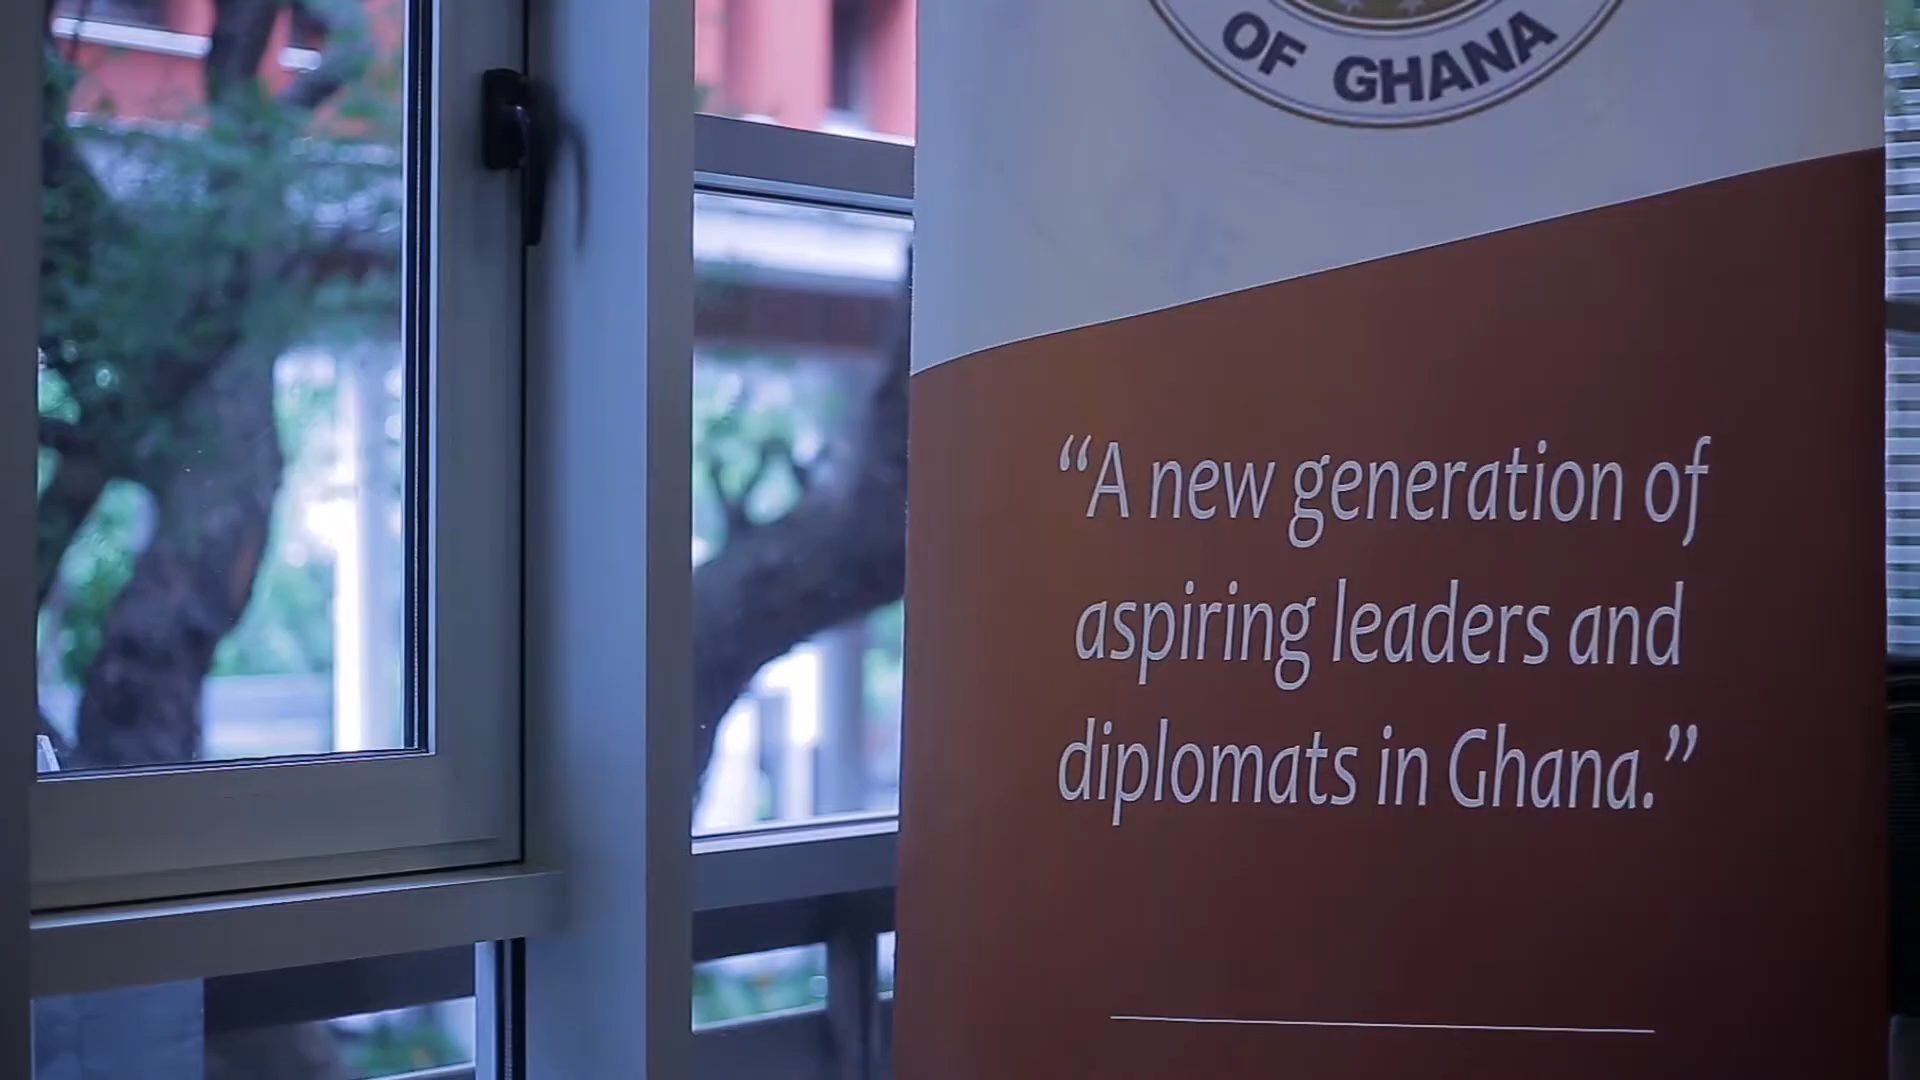 OF GHANA
“A new generation of
aspiring leaders and
diplomats in Ghana.”